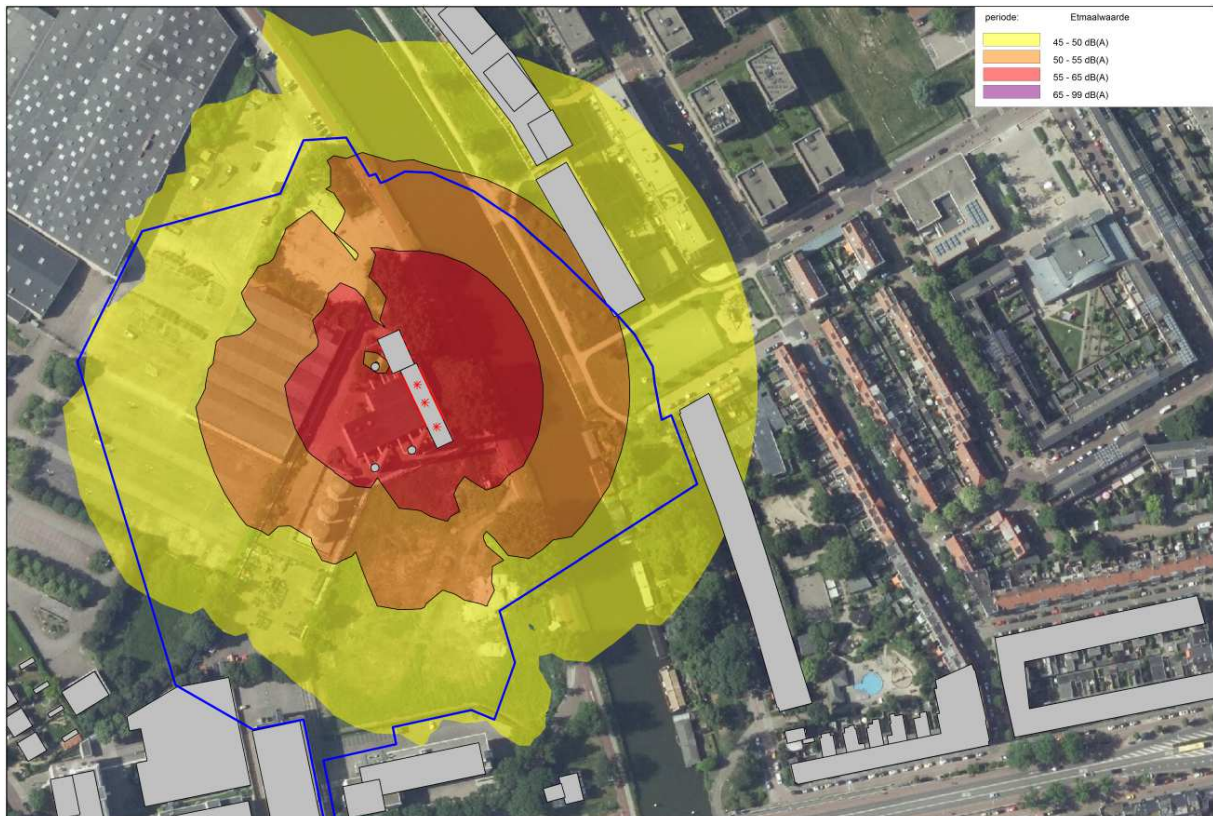 periode: Etmaalwaarde
45 - 50 dB(A)
50 - 55 dB(A)
55 - 65 dB(A)
65 - 99 dB(A)